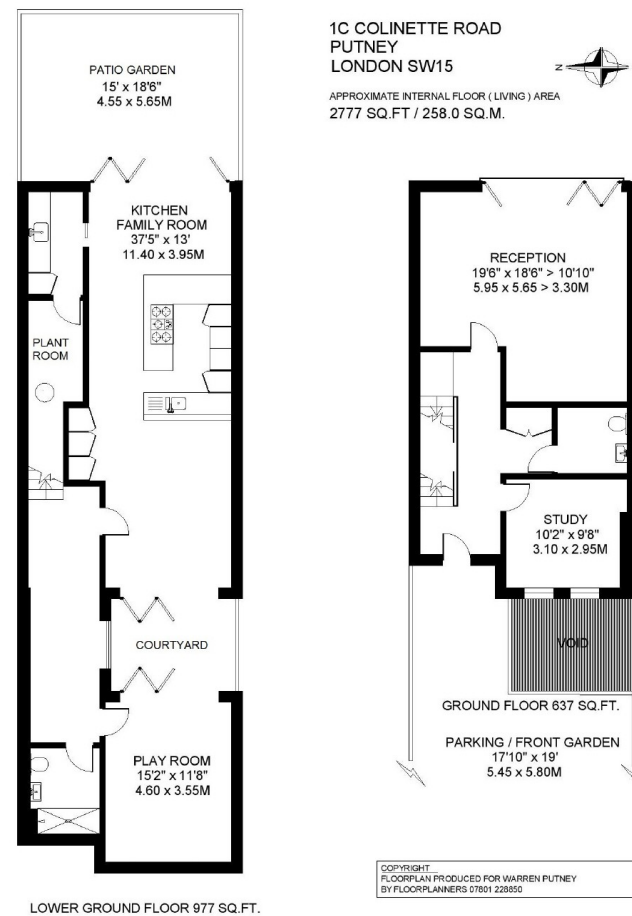 1C COLINETTE ROAD
PUTNEY
LONDON SW15
N
APPROXIMATE INTERNAL FLOOR ( LIVING ) AREA
2777 SQ.FT / 258.0 SQ.M.
PATIO GARDEN
15' x 18'6"
4.55 x 5.65M
KITCHEN
FAMILY ROOM
37'5" x 13'
11.40 x 3.95M
PLANT
ROOM
COURTYARD
PLAY ROOM
15'2" x 11'8"
4.60 x 3.55M
LOWER GROUND FLOOR 977 SQ.FT.
RECEPTION
19'6" x 18'6" > 10'10"
5.95 x 5.65 > 3.30M
STUDY
10'2" x 9'8"
3.10 x 2.95M
VOID
GROUND FLOOR 637 SQ.FT.
PARKING / FRONT GARDEN
17'10" x 19'
5.45 x 5.80M
COPYRIGHT
FLOORPLAN PRODUCED FOR WARREN PUTNEY
BY FLOORPLANNERS 07801 228850